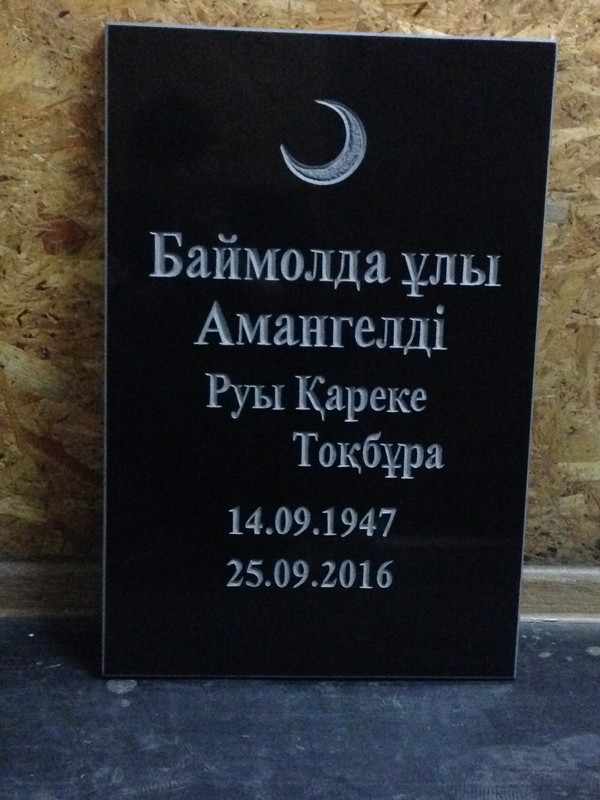 Баймолда ұлы
Амангелді
Руы Қареке
Тоқбұра
14.09.1947
25.09.2016